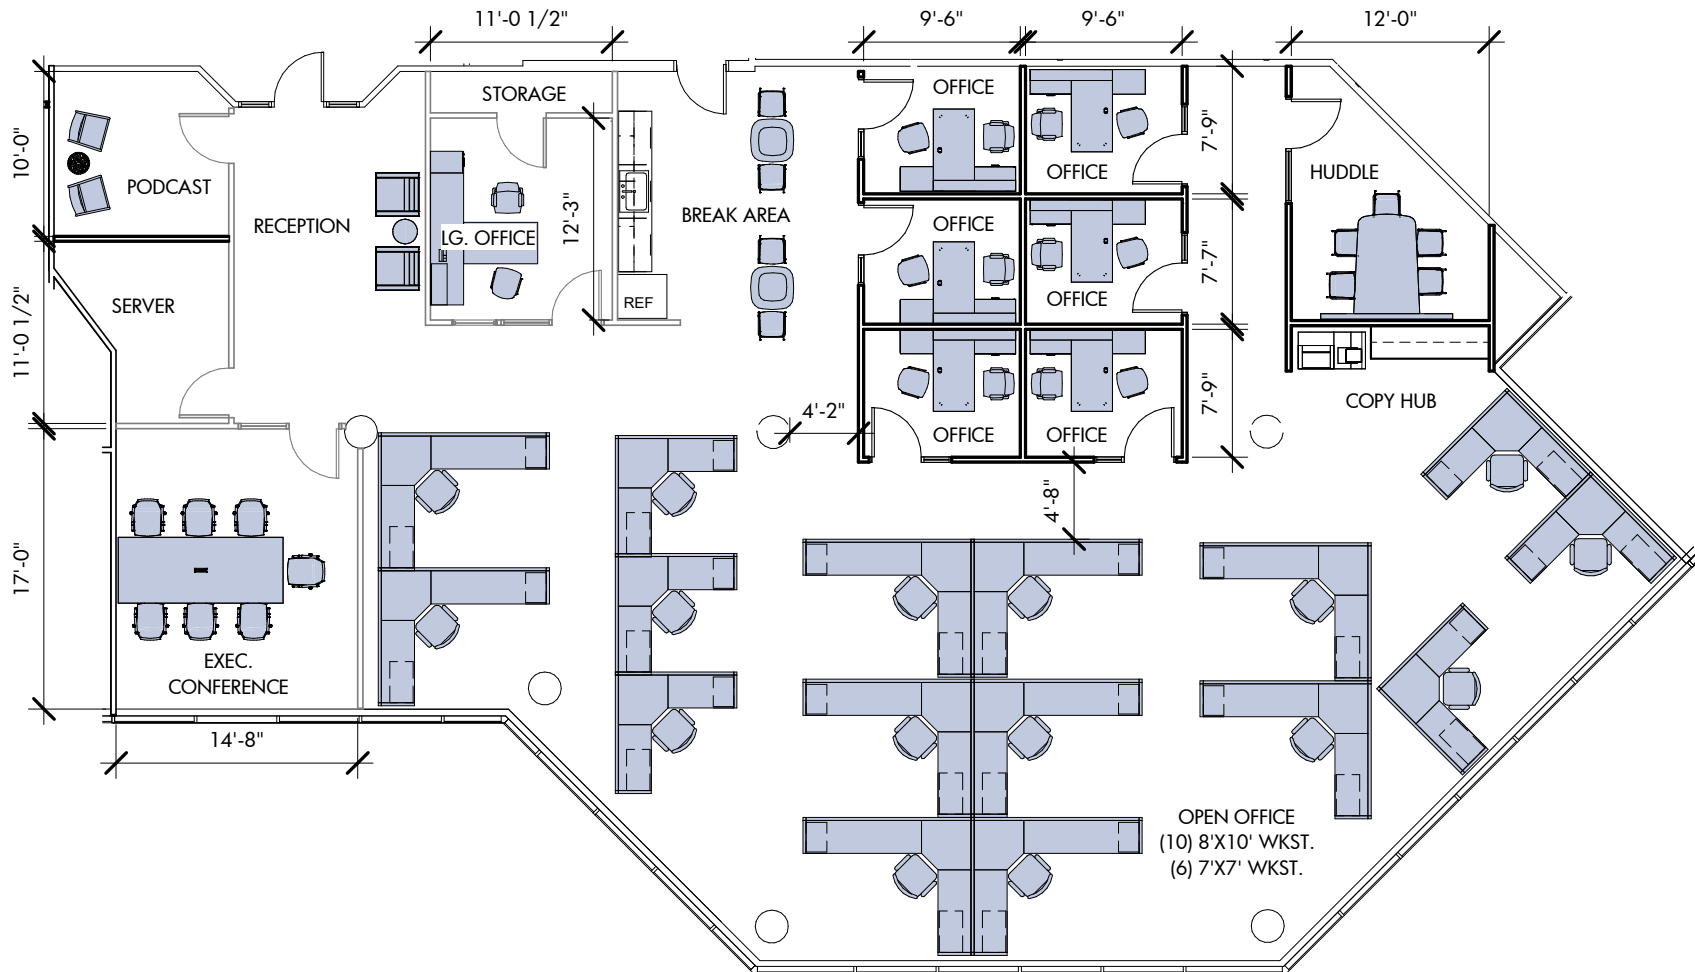 11'-0 1/2"
9'-6"
9'-6"
12'-0"
STORAGE
OFFICE
10'-0"
7'-9"
PODCAST
OFFICE
HUDDLE
RECEPTION
LG. OFFICE
12'-3"
BREAK AREA
OFFICE
7'-7"
SERVER
REF
OFFICE
11'-0 1/2"
7'-9"
COPY HUB
4'-2"
OFFICE
OFFICE
4'-8"
17'-0"
EXEC.
CONFERENCE
14'-8"
OPEN OFFICE
(10) 8'X10' WKST.
(6) 7'X7' WKST.